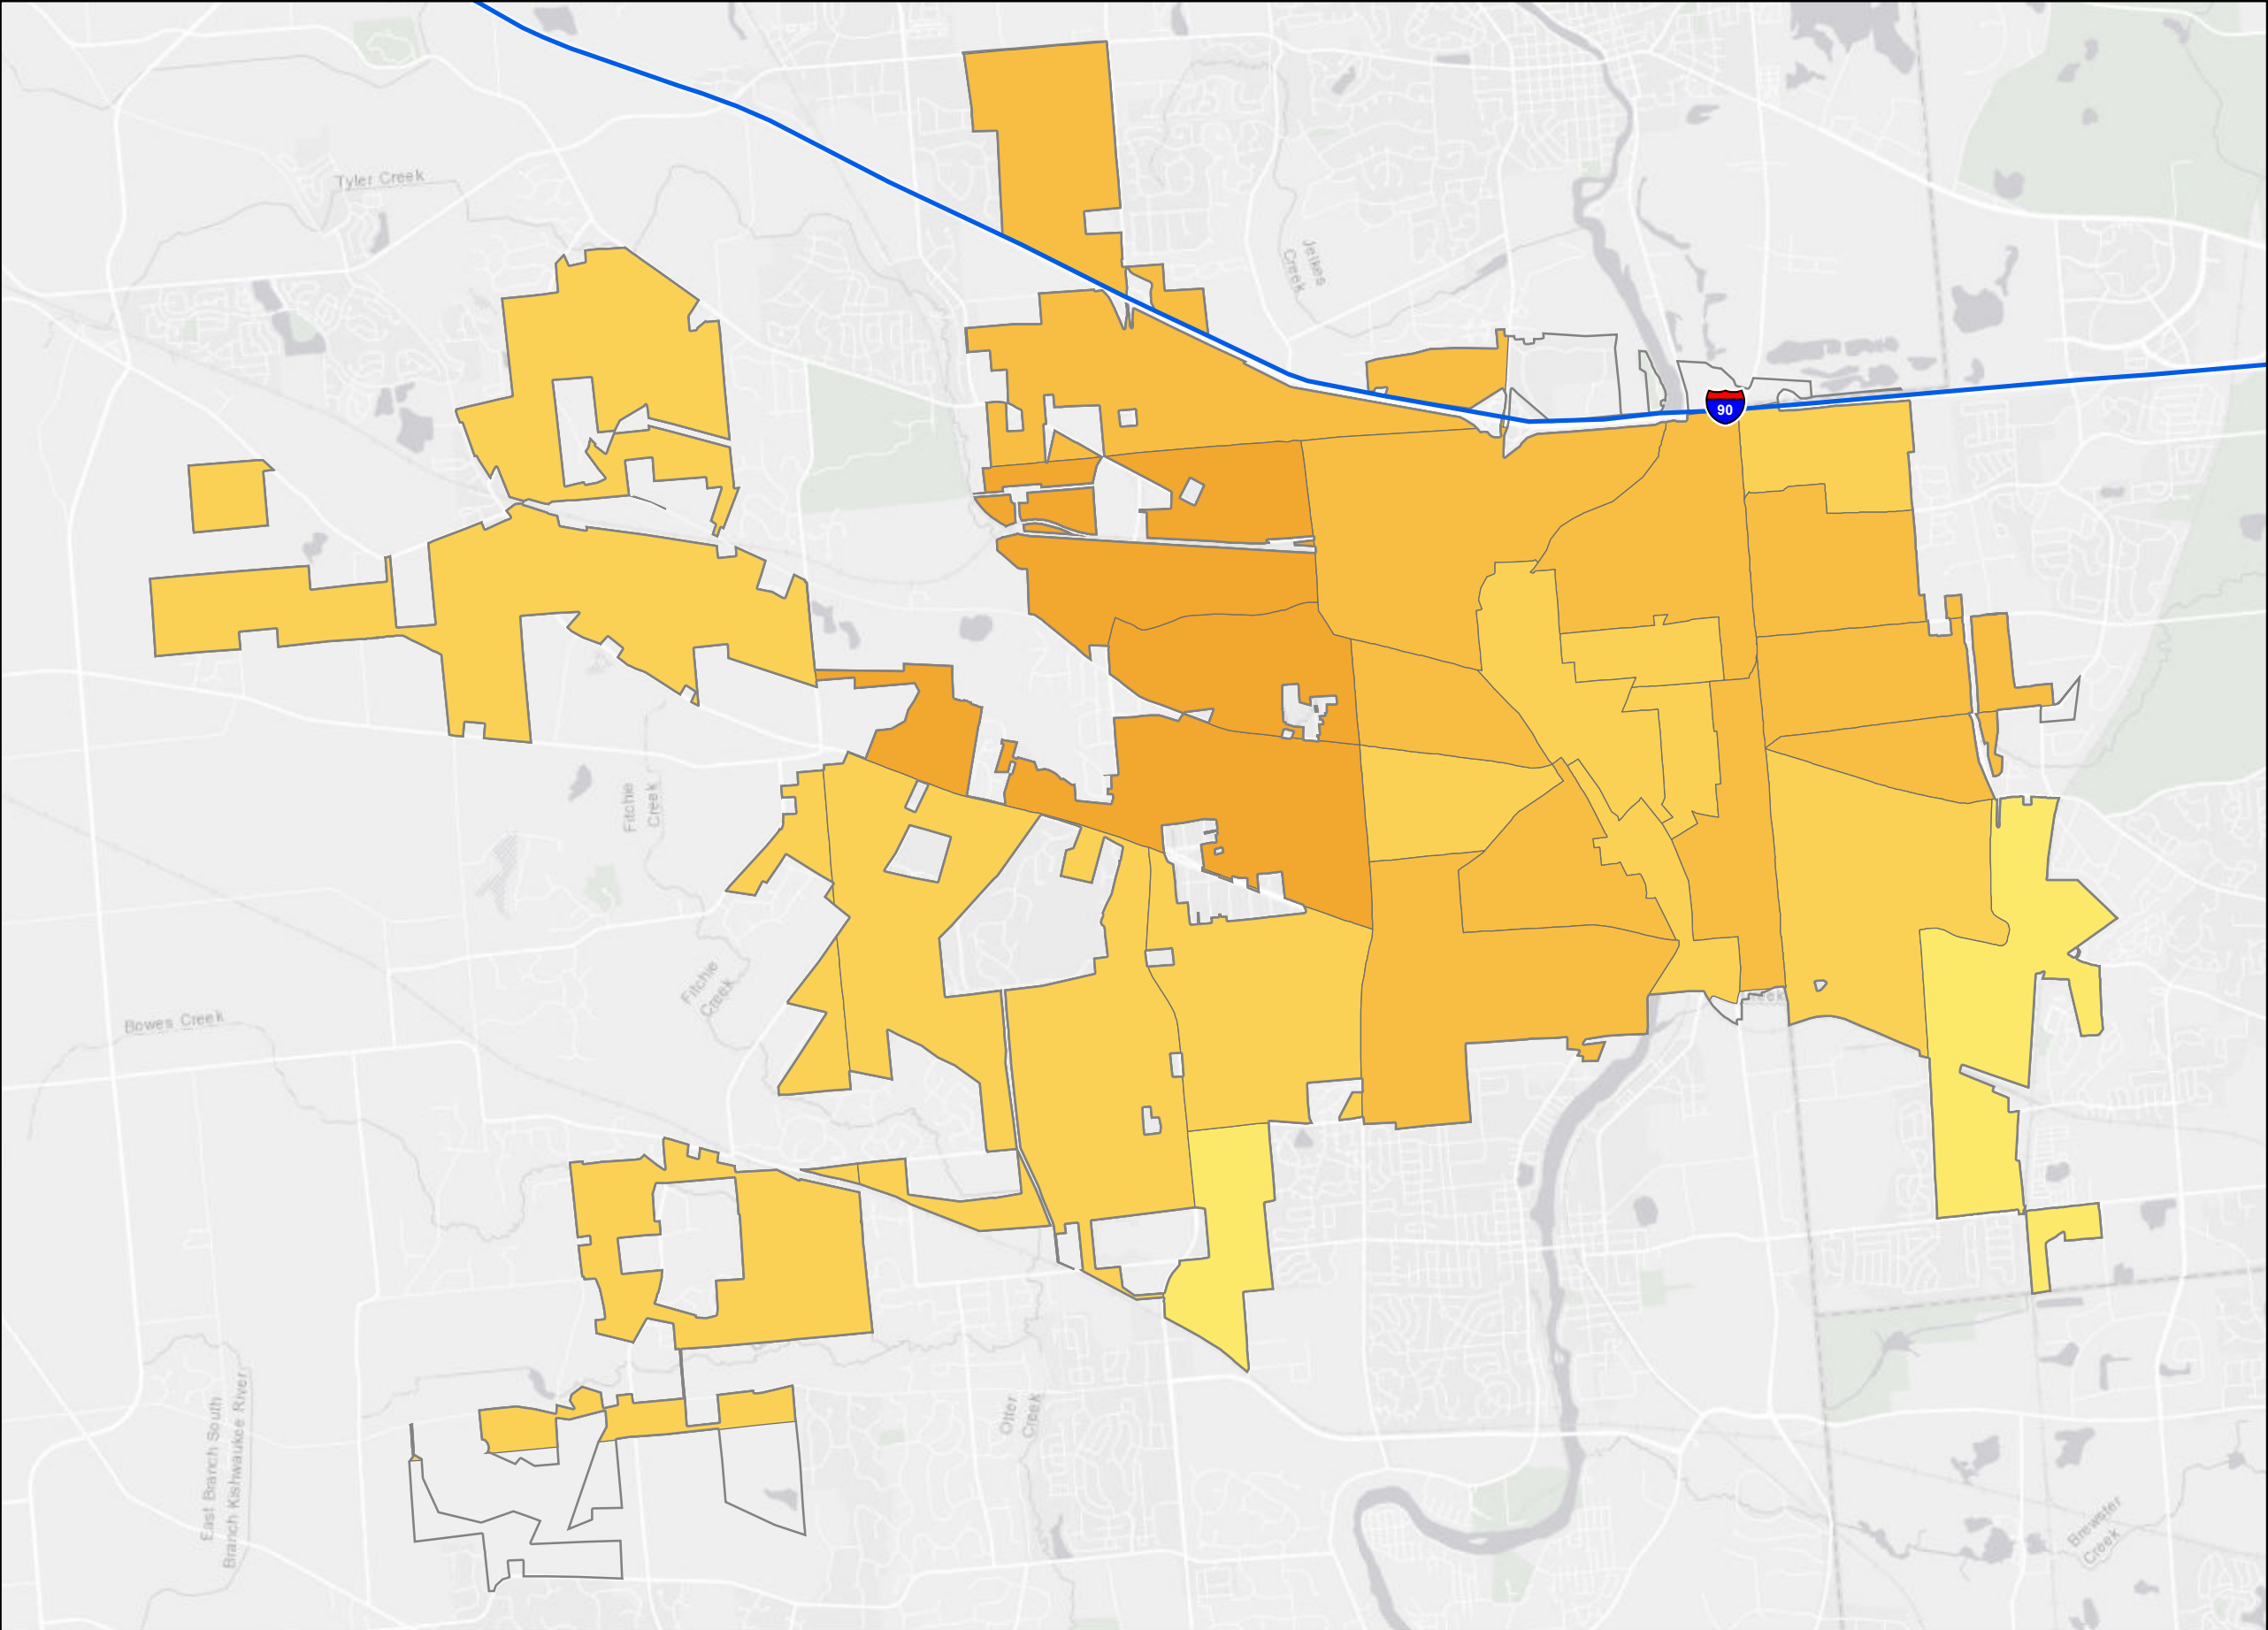 Tyler Creek
Jelkes
Creek
90
Fitchie
Creek
Fitchie
Creek
Bowes Creek
Otter
Creek
East Branch South
Branch Kishwaukee River
Brewster
Creek